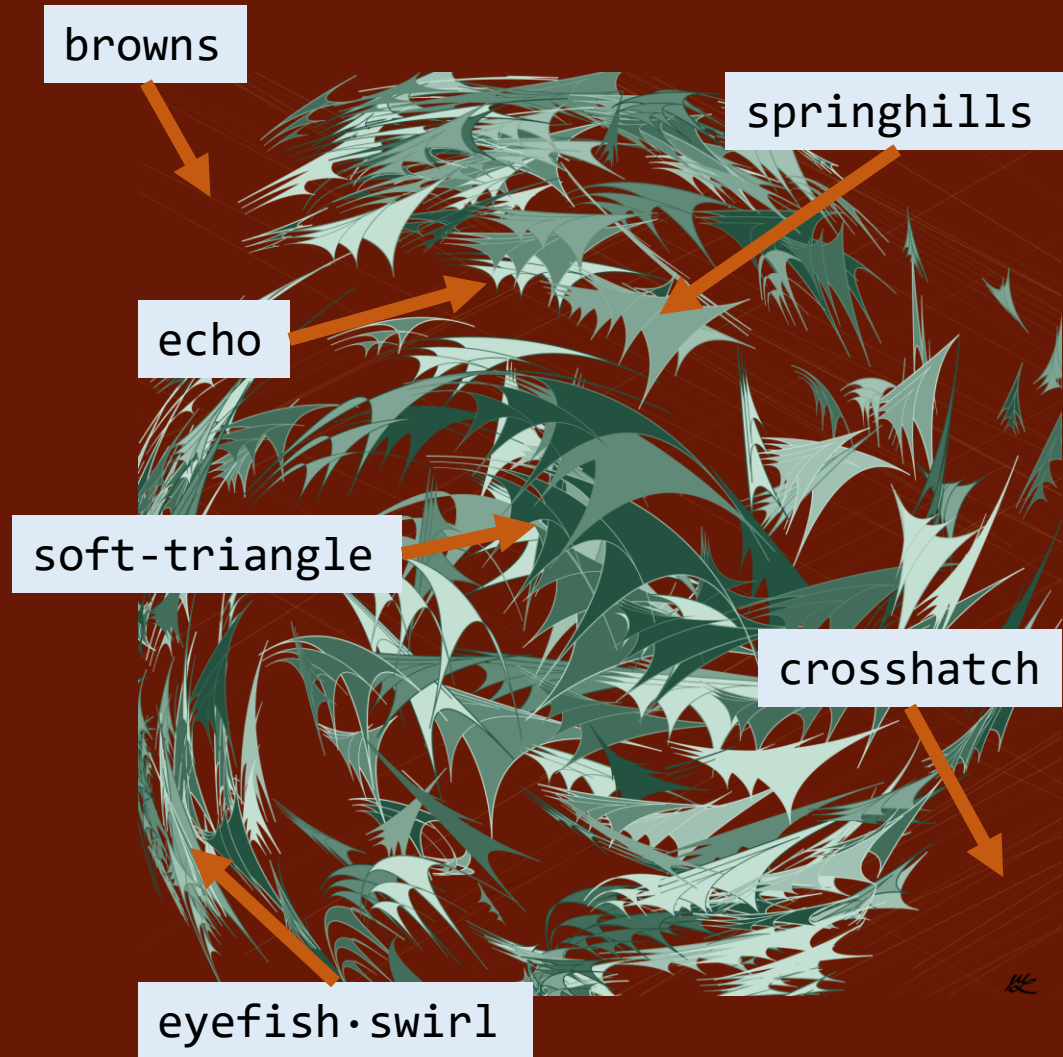 browns
springhills
echo
soft-triangle
crosshatch
eyefish·swirl